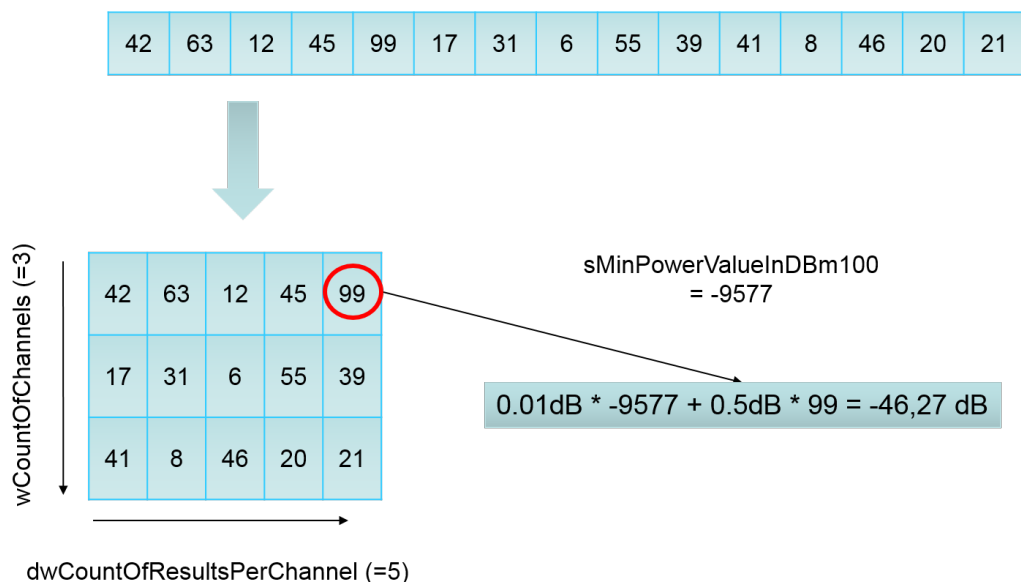 42 63 12 45 99 17 31 6 55 39 41 8 46 20 21
wCountOfChannels (=3)
42 63 12 45 99
17 31 6 55 39
41 8 46 20 21
dwCountOfResultsPerChannel (=5)
sMinPowerValueInDBm100
= -9577
0.01dB * -9577 + 0.5dB * 99 = -46,27 dB